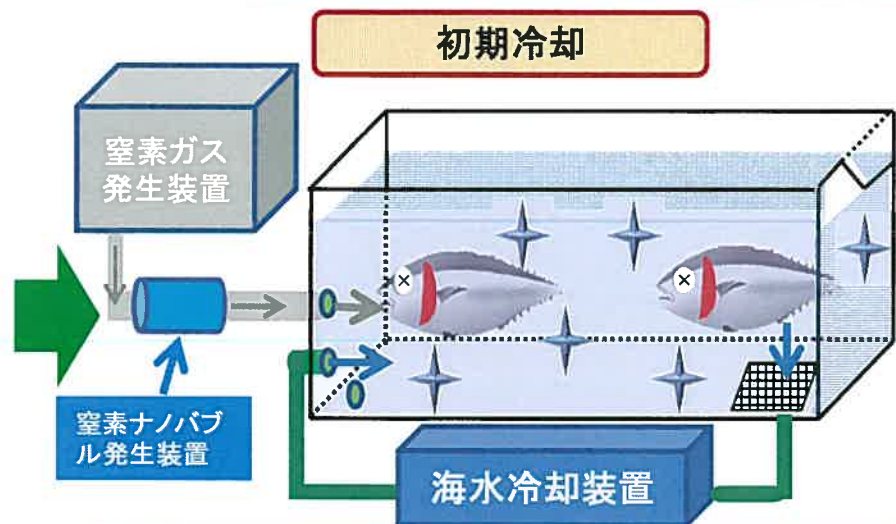 初期冷却
窒素ガス
発生装置
窒素ナノバブ
ル発生装置
海水冷却装置